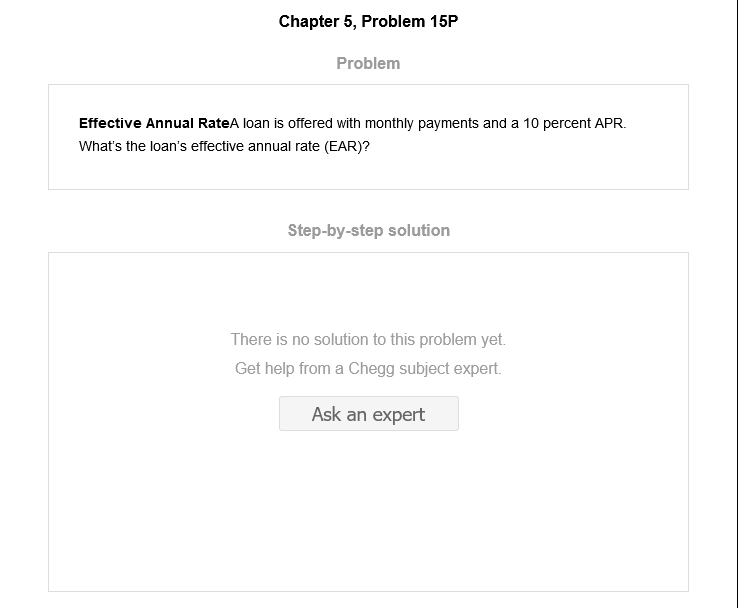 Chapter 5, Problem 15P
Problem
Effective Annual RateA loan is offered with monthly payments and a 10 percent APR.
What's the loan's effective annual rate (EAR)?
Step-by-step solution
There is no solution to this problem yet.
Get help from a Chegg subject expert.
Ask an expert